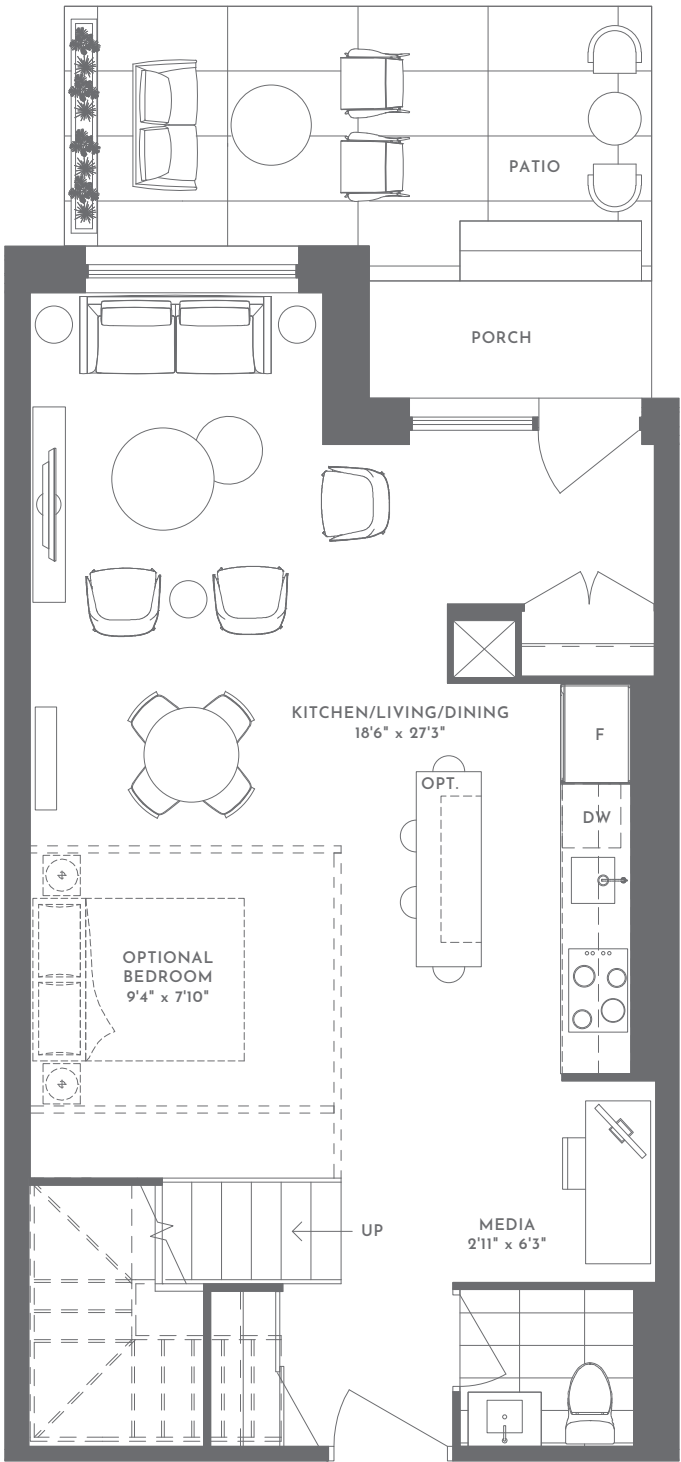 PATIO
PORCH
KITCHEN/LIVING/DINING
18'6" x 27'3"
F
OPT.
DW
OPTIONAL
BEDROOM
9'4" x 7'10"
UP
MEDIA
2'11" x 6'3"